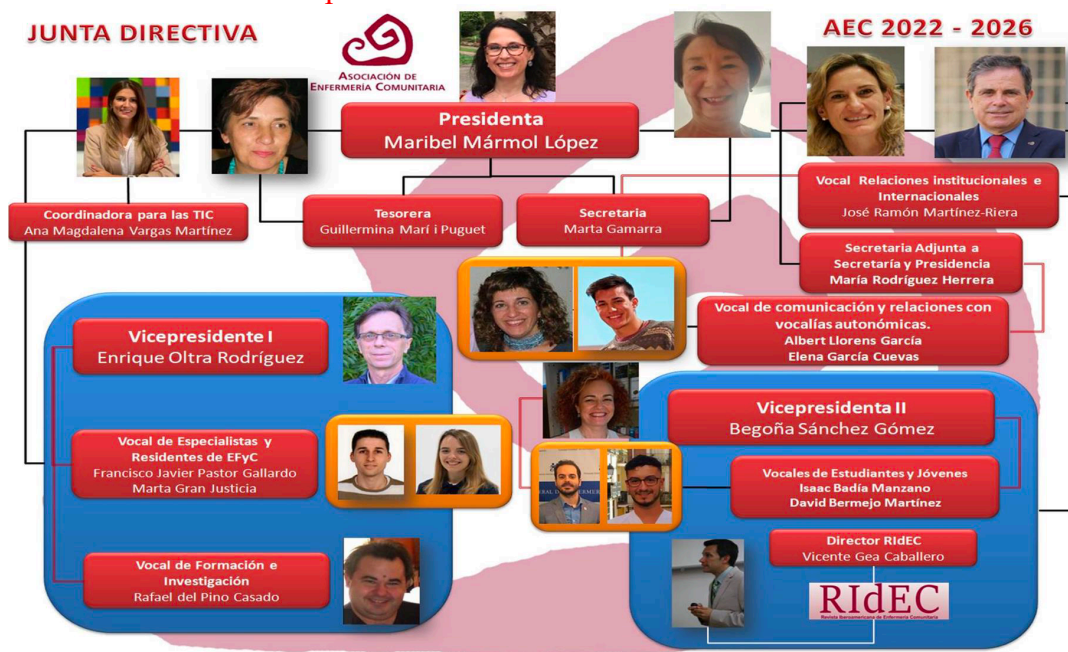 JUNTA DIRECTIVA
AEC 2022 - 2026
ASOCIACIÓN DE
ENFERMERÍA COMUNITARIA
Presidenta
Maribel Mármol López
Coordinadora para las TIC
Ana Magdalena Vargas Martínez
Tesorera
Guillermina Marí i Puguet
Secretaria
Marta Gamarra
Vocal Relaciones institucionales e
Internacionales
José Ramón Martínez-Riera
Secretaria Adjunta a
Secretaría y Presidencia
María Rodríguez Herrera
Vocal de comunicación y relaciones con
vocalías autonómicas.
Albert Llorens García
Elena García Cuevas
Vicepresidente I
Enrique Oltra Rodríguez
Vocal de Especialistas y
Residentes de EFyC
Francisco Javier Pastor Gallardo
Marta Gran Justicia
Vocal de Formación e
Investigación
Rafael del Pino Casado
Vicepresidenta II
Begoña Sánchez Gómez
Vocales de Estudiantes y Jóvenes
Isaac Badía Manzano
David Bermejo Martínez
Director RIdEC
Vicente Gea Caballero
RIdEC
Revista Iberoamericana de Enfermería Comunitaria